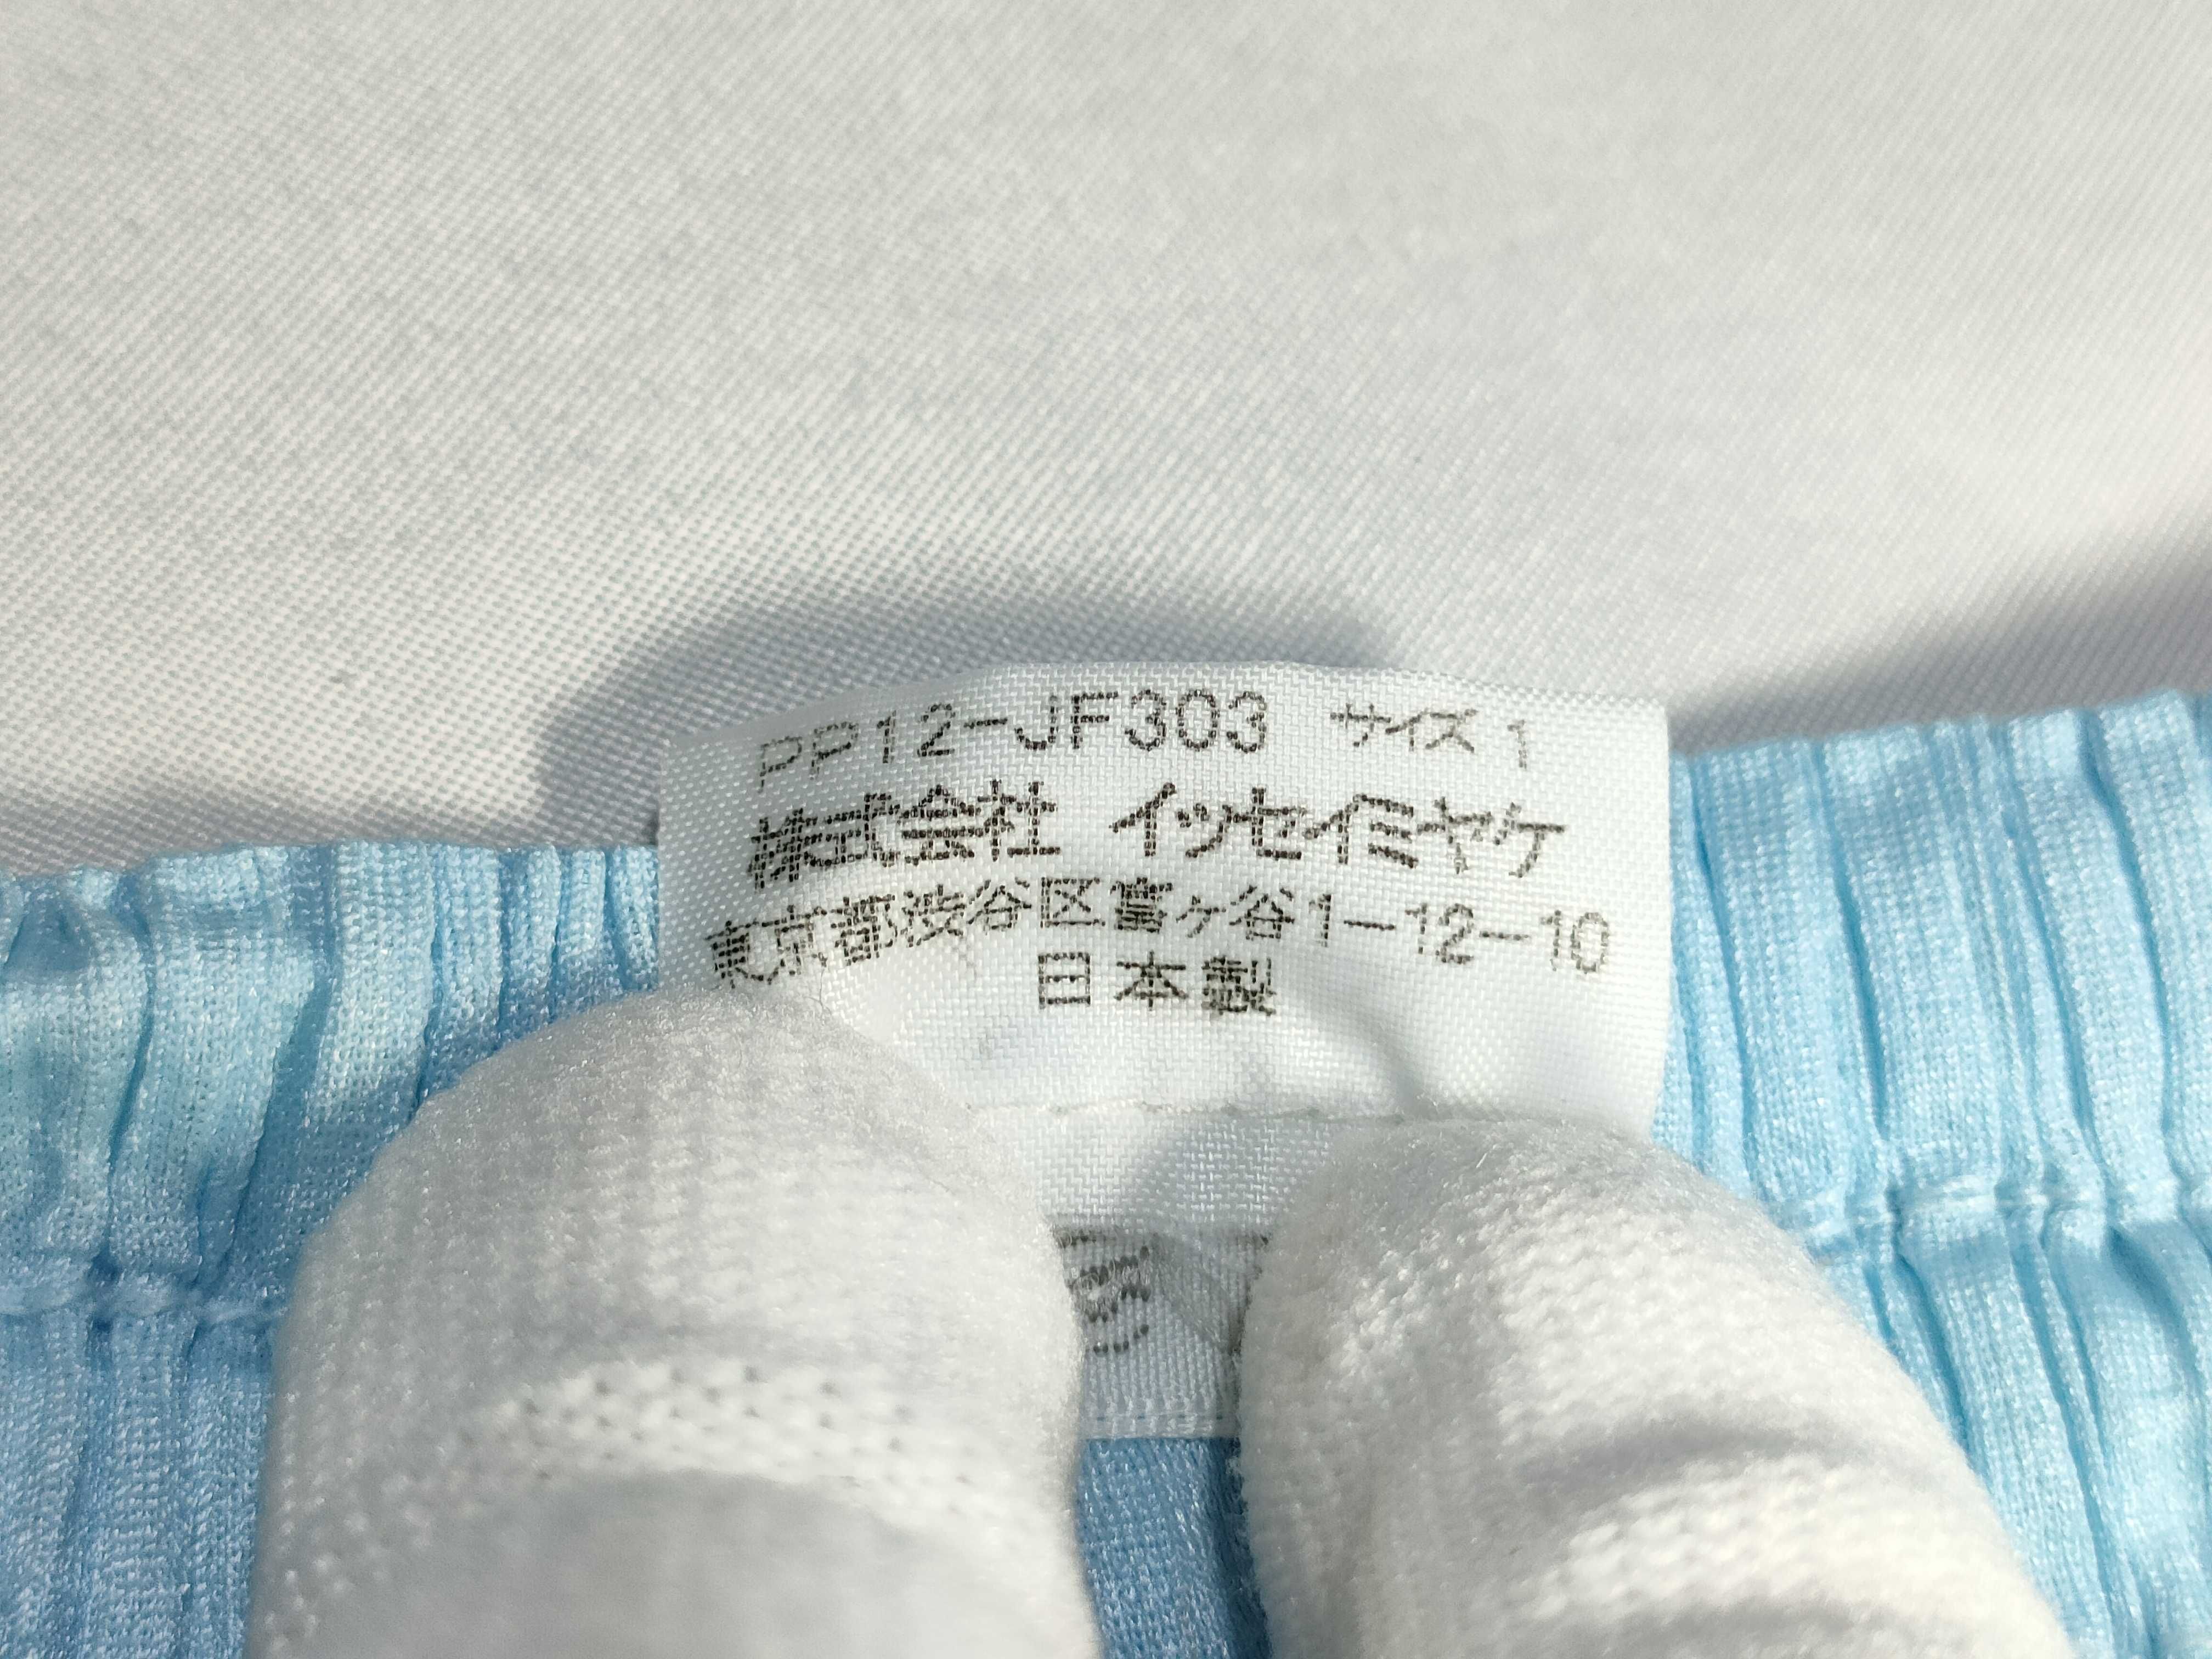 PP12-JF303 サイズ 1
株式会社 イッセイミヤケ
東京都渋谷区富ヶ谷1-12-10
日本製